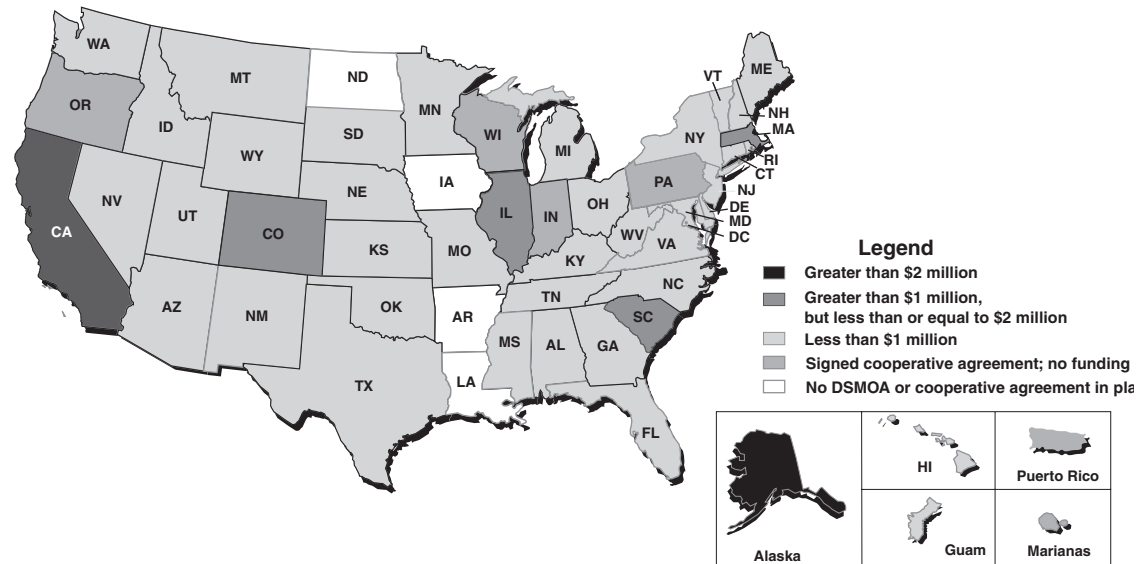 WA
MT
ND
MN
OR
ID
WY
SD
WI
MI
VT
ME
NH
MA
NY
RI
CT
NV
UT
CO
NE
IA
IL
IN
OH
PA
NJ
DE
MD
DC
CA
KS
MO
KY
WV
VA
AZ
NM
OK
AR
TN
NC
SC
TX
LA
MS
AL
GA
FL
Legend
Greater than $2 million
Greater than $1 million,
but less than or equal to $2 million
Less than $1 million
Signed cooperative agreement; no funding
No DSMOA or cooperative agreement in pla
HI
Puerto Rico
Alaska
Guam
Marianas